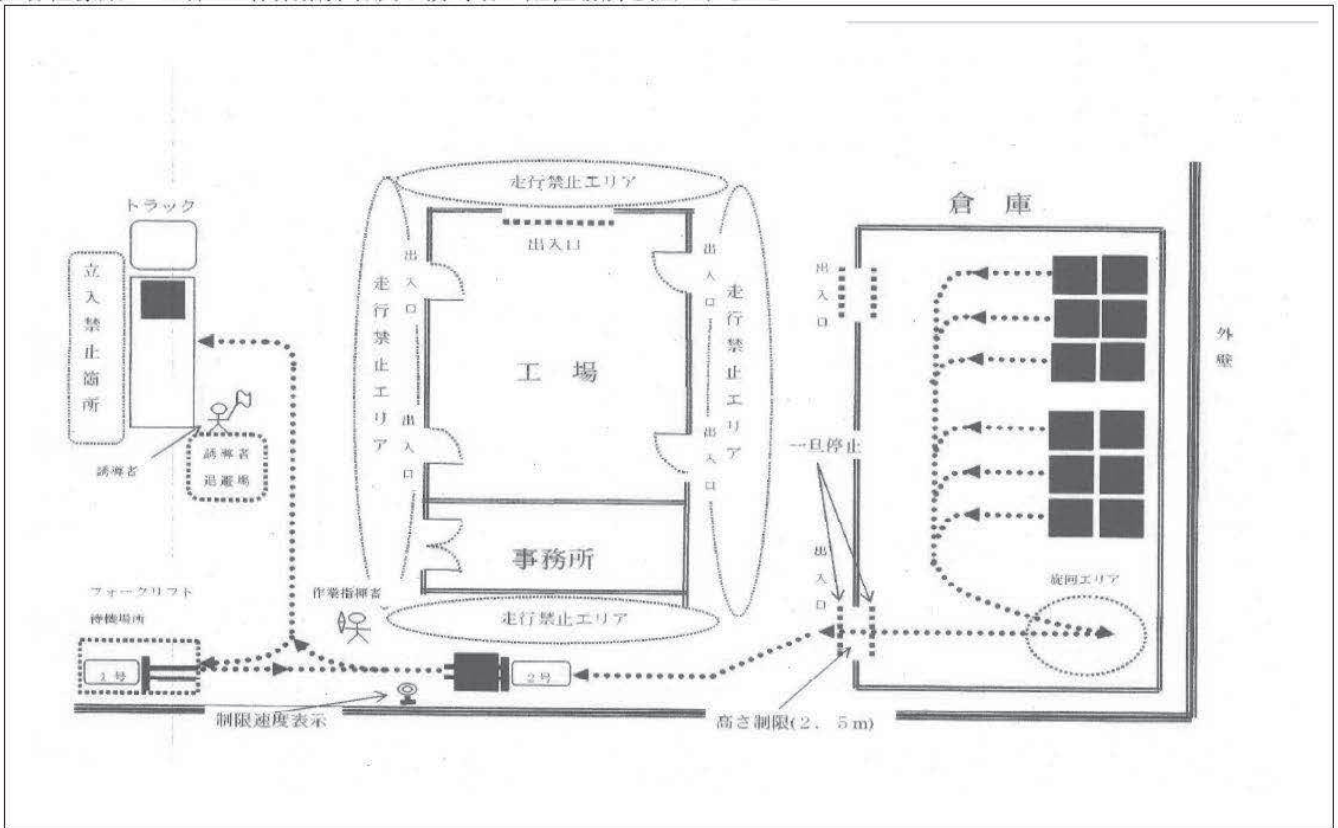 走行禁止エリア
トラック
倉庫
出入口
立入禁止箇所
走行禁止エリア
出入口
出入口
走行禁止エリア
出入口
外壁
工場
出入口
出入口
一旦停止
誘導者
誘導者
退避場
事務所
出入口
旋回エリア
フォークリフト
待機場所
作業指揮者
走行禁止エリア
1号
2号
制限速度表示
高さ制限(2.5m)